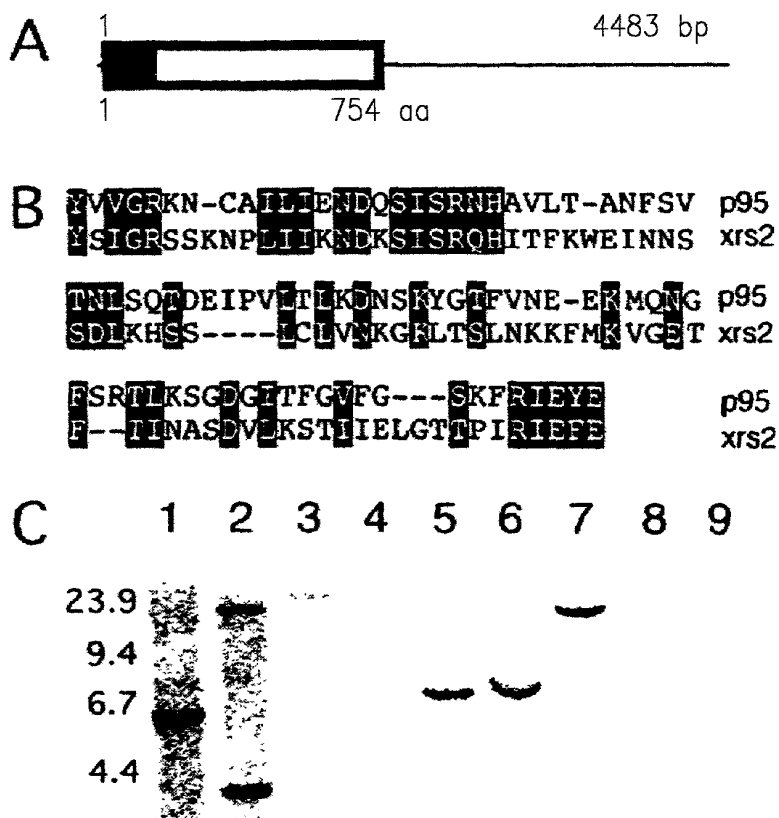 A
1
4483 bp
1
754 aa
B
YVVGRKN-CAILIENDQSISRNHAVLT-ANFSV p95
YSIGRSSKNPLIIKNDKSISRQHITFKWEINNS xrs2
TNLSQTDEIPVLTLKDNSKYGTFVNE-EKMQNG p95
SDLKHSS----LCLVNKGKLTSLNKKFMKVGET xrs2
FSRTLKSGDGITFGVFG---SKFRIEYE p95
F--TINASDVLKSTIIELGTTPIRIEFE xrs2
C 1 2 3 4 5 6 7 8 9
23.9
9.4
6.7
4.4